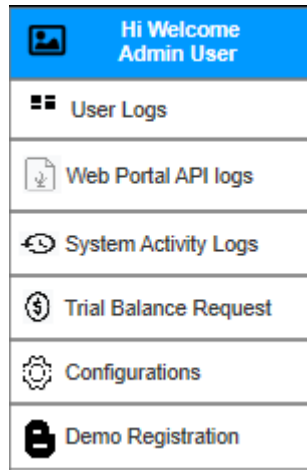 Hi Welcome
Admin User
User Logs
Web Portal API logs
System Activity Logs
Trial Balance Request
Configurations
Demo Registration